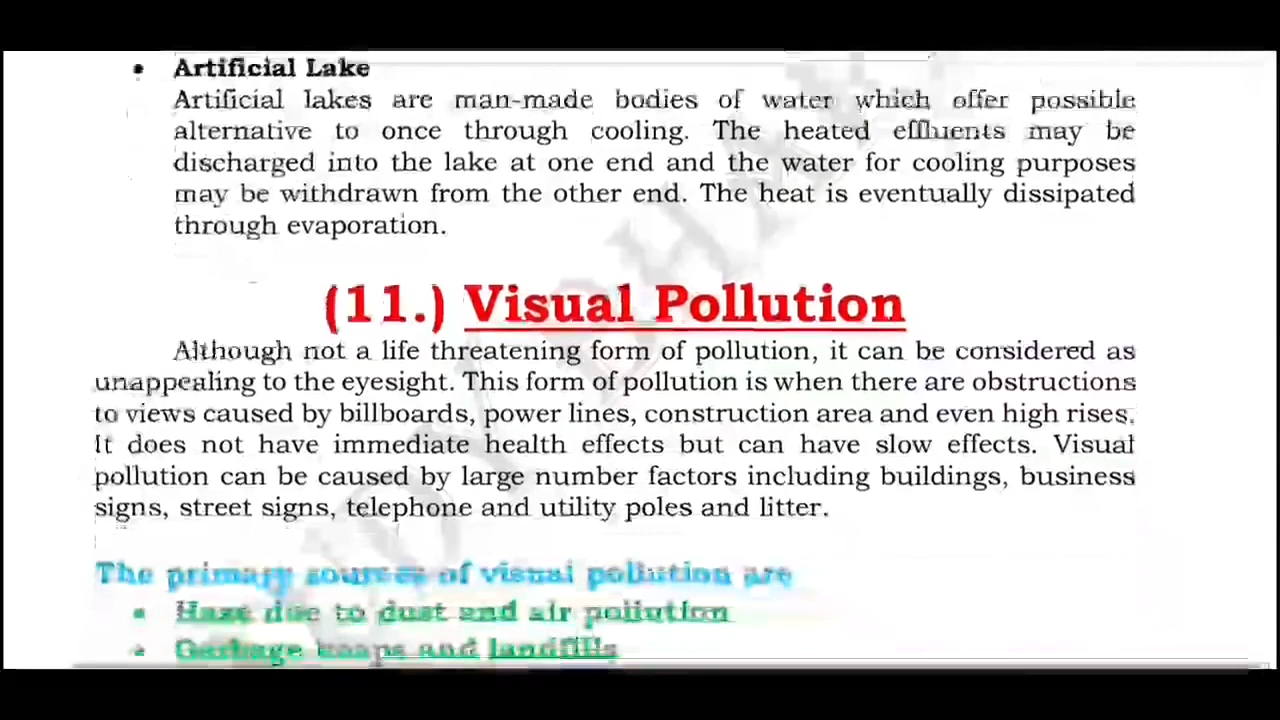 • Artificial Lake
Artificial lakes are man-made bodies of water which offer possible
alternative to once through cooling. The heated effluents may be
discharged into the lake at one end and the water for cooling purposes
may be withdrawn from the other end. The heat is eventually dissipated
through evaporation.
(11.) Visual Pollution
Although not a life threatening form of pollution, it can be considered as
unappealing to the eyesight. This form of pollution is when there are obstructions
to views caused by billboards, power lines, construction area and even high rises.
It does not have immediate health effects but can have slow effects. Visual
pollution can be caused by large number factors including buildings, business
signs, street signs, telephone and utility poles and litter.
The primary sources of visual pollution are
• Haze due to dust and air pollution
• Garbage heaps and landfills